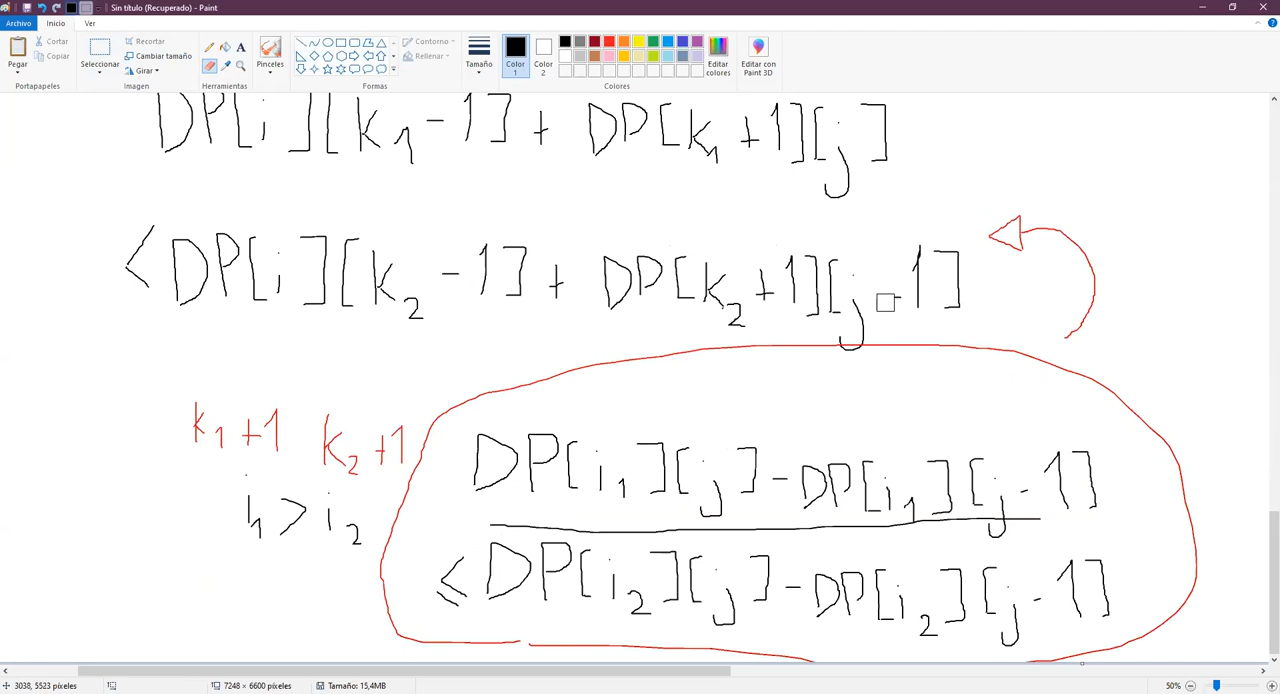 Sin título (Recuperado) - Paint
Archivo Inicio Ver
Pegar
Cortar
Copiar
Portapapeles
Seleccionar
Recortar
Cambiar tamaño
Girar
Imagen
Herramientas
Pinceles
Contorno
Rellenar
Formas
Tamaño
Color 1
Color 2
Editar colores
Colores
Editar con Paint 3D
DP[i][k₁ - 1] + DP[k₁ + 1][j]
< DP[i][k₂ - 1] + DP[k₂ + 1][j - 1]
k₁ + 1 k₂ + 1
i₁ > i₂
DP[i₁][j] - DP[i₁][j - 1]
≤ DP[i₂][j] - DP[i₂][j - 1]
3038, 5523 píxeles
7248 × 6600 píxeles
Tamaño: 15,4MB
50%